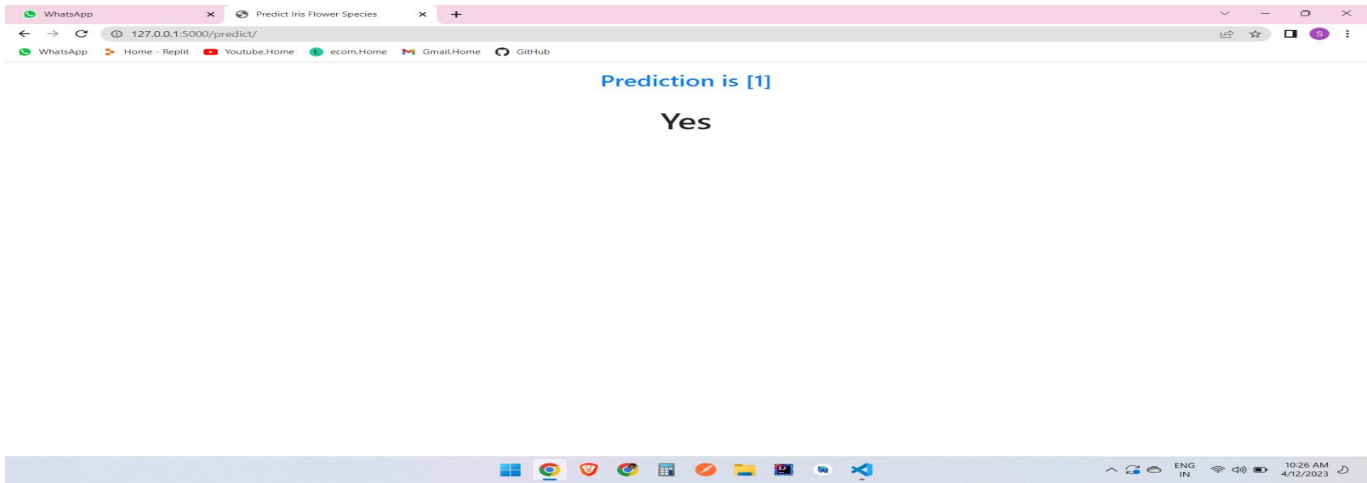 WhatsApp
Predict Iris Flower Species
127.0.0.1:5000/predict/
S
WhatsApp Home - Replit Youtube.Home ecom.Home Gmail.Home GitHub
Prediction is [1]
Yes
ENG
IN
10:26 AM
4/12/2023